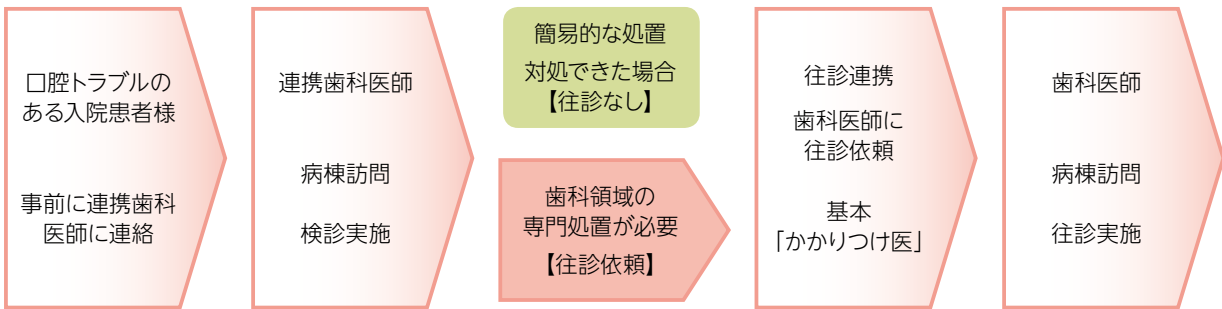 口腔トラブルの
ある入院患者様
事前に連携歯科
医師に連絡
連携歯科医師
病棟訪問
検診実施
簡易的な処置
対処できた場合
【往診なし】
歯科領域の
専門処置が必要
【往診依頼】
往診連携
歯科医師に
往診依頼
基本
「かかりつけ医」
歯科医師
病棟訪問
往診実施